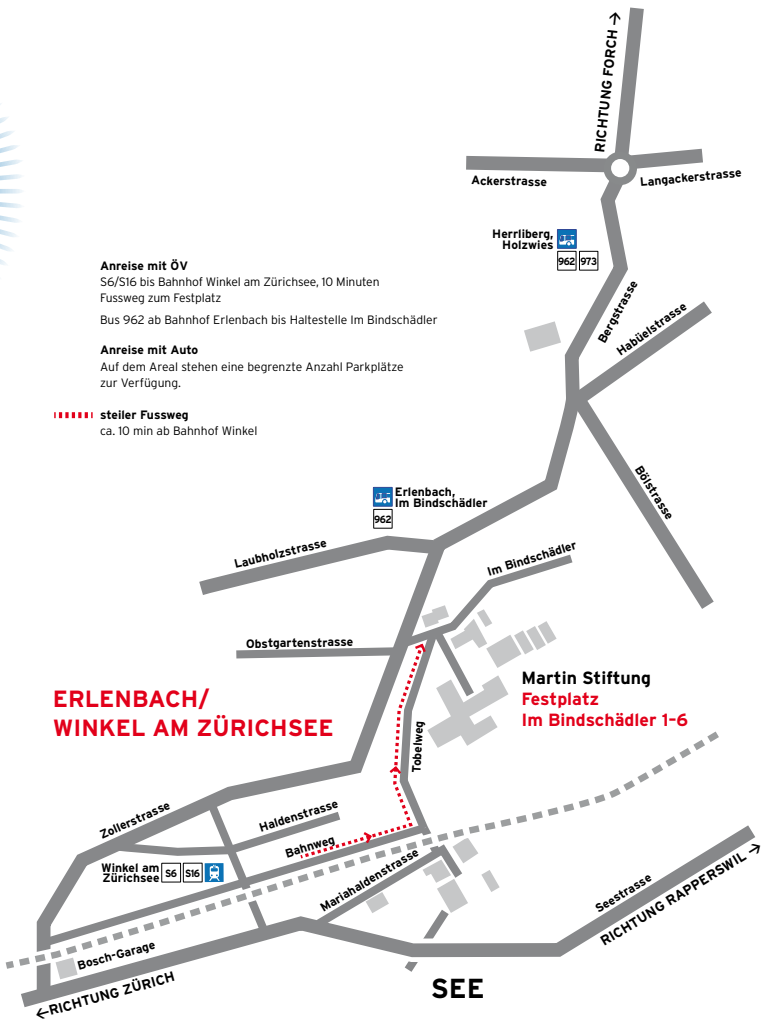 RICHTUNG FORCH →
Ackerstrasse
Langackerstrasse
Herrliberg,
Holzwies
962 973
Bergstrasse
Habüelstrasse
Anreise mit ÖV
S6/S16 bis Bahnhof Winkel am Zürichsee, 10 Minuten
Fussweg zum Festplatz
Bus 962 ab Bahnhof Erlenbach bis Haltestelle Im Bindschädler
Anreise mit Auto
Auf dem Areal stehen eine begrenzte Anzahl Parkplätze
zur Verfügung.
steiler Fussweg
ca. 10 min ab Bahnhof Winkel
Bölstrasse
Erlenbach,
Im Bindschädler
962
Laubholzstrasse
Im Bindschädler
Obstgartenstrasse
Martin Stiftung
Festplatz
Im Bindschädler 1–6
ERLENBACH/
WINKEL AM ZÜRICHSEE
Tobelweg
Zollerstrasse
Haldenstrasse
Bahnweg
Winkel am
Zürichsee
S6 S16
Mariahaldenstrasse
Seestrasse
RICHTUNG RAPPERSWIL →
Bosch-Garage
←RICHTUNG ZÜRICH
SEE